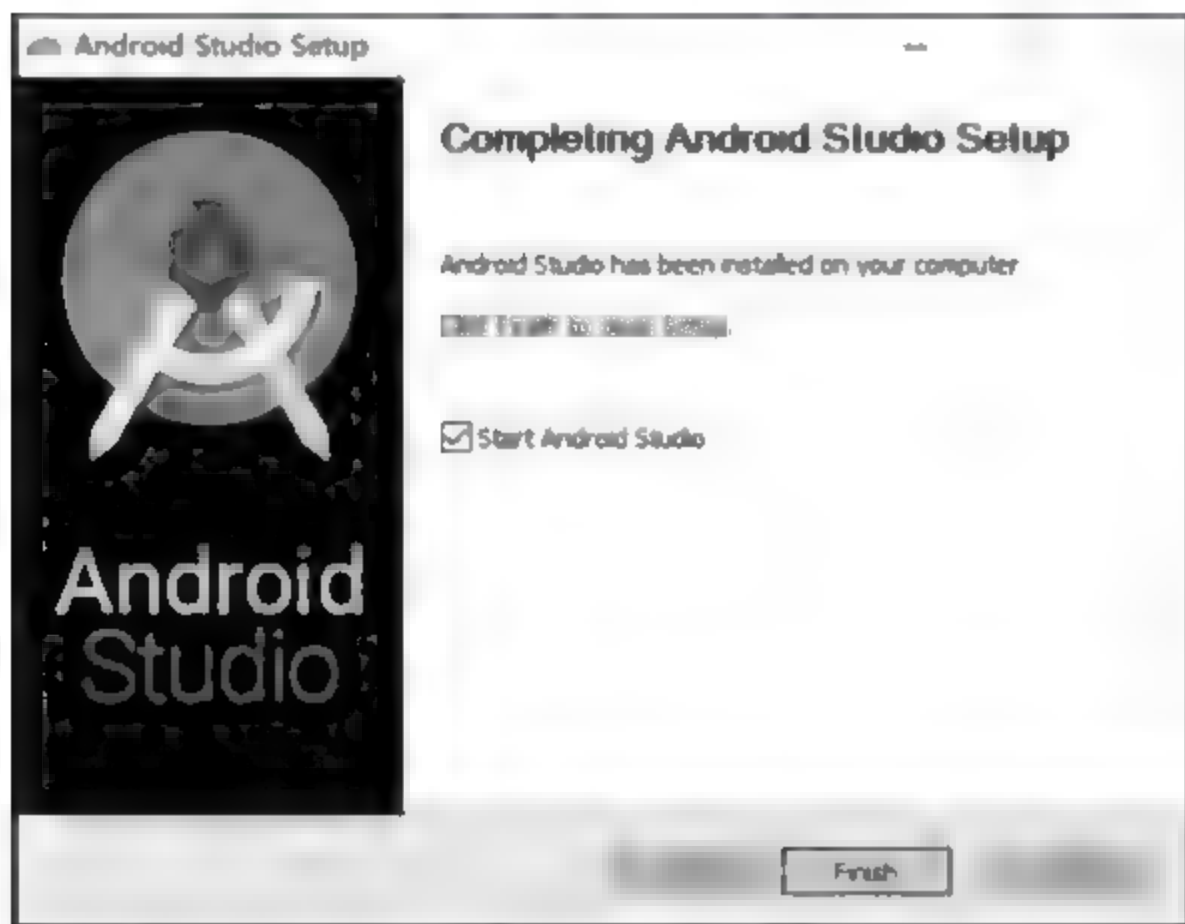 Android Studio Setup
Completing Android Studio Setup
Android Studio has been installed on your computer
Start Android Studio
Android
Studio
Finish